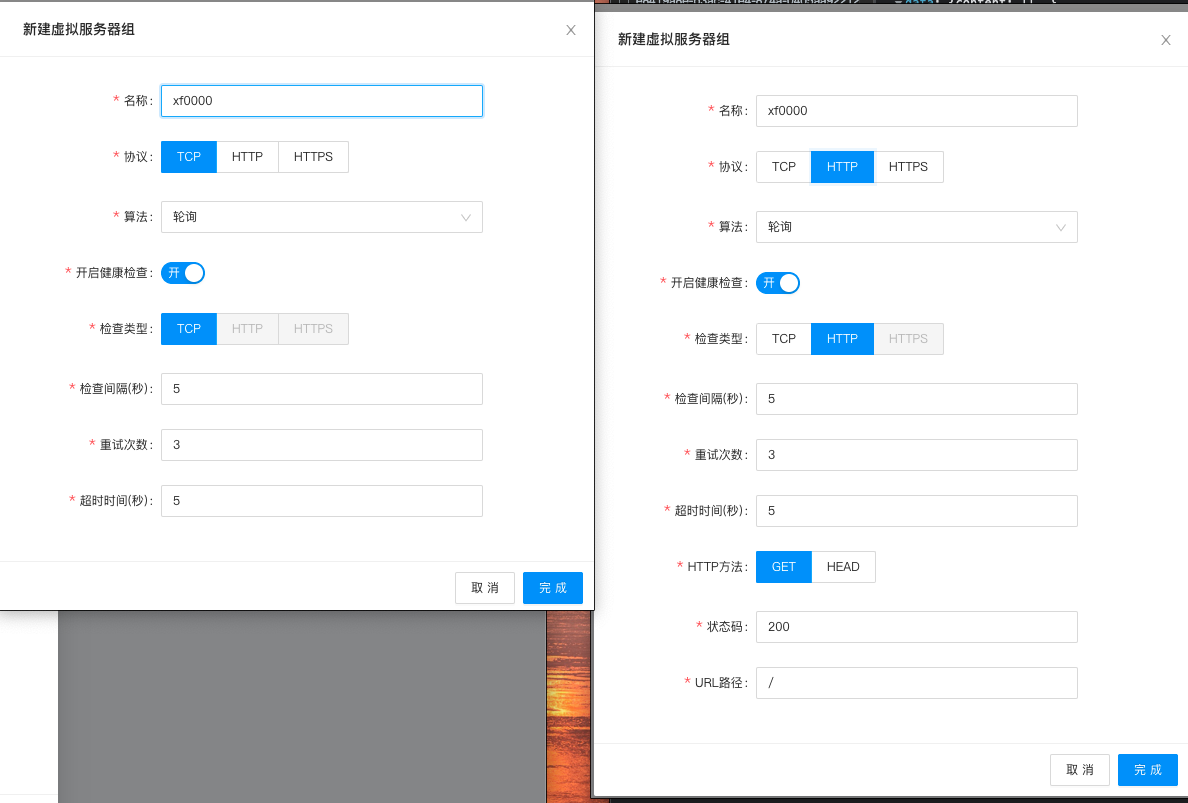 新建虚拟服务器组
* 名称:
xf0000
* 协议:
TCP HTTP HTTPS
* 算法:
轮询
* 开启健康检查:
开
* 检查类型:
TCP HTTP HTTPS
* 检查间隔(秒):
5
* 重试次数:
3
* 超时时间(秒):
5
取 消 完 成
新建虚拟服务器组
* 名称:
xf0000
* 协议:
TCP HTTP HTTPS
* 算法:
轮询
* 开启健康检查:
开
* 检查类型:
TCP HTTP HTTPS
* 检查间隔(秒):
5
* 重试次数:
3
* 超时时间(秒):
5
* HTTP方法:
GET HEAD
* 状态码:
200
* URL路径:
/
取 消 完 成